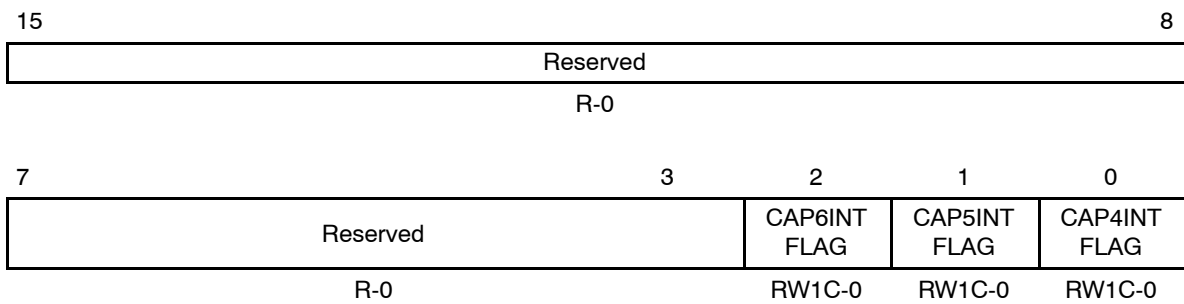 15 8
Reserved
R-0
7 3 2 1 0
Reserved CAP6INT FLAG CAP5INT FLAG CAP4INT FLAG
R-0 RW1C-0 RW1C-0 RW1C-0